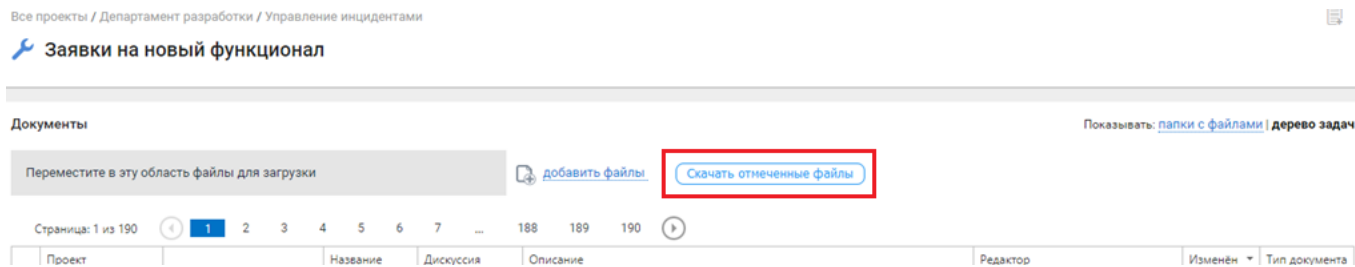 Все проекты / Департамент разработки / Управление инцидентами
Заявки на новый функционал
Документы
Показывать: папки с файлами | дерево задач
Переместите в эту область файлы для загрузки
добавить файлы
Скачать отмеченные файлы
Страница: 1 из 190 1 2 3 4 5 6 7 ... 188 189 190
Проект Название Дискуссия Описание Редактор Изменён Тип документа